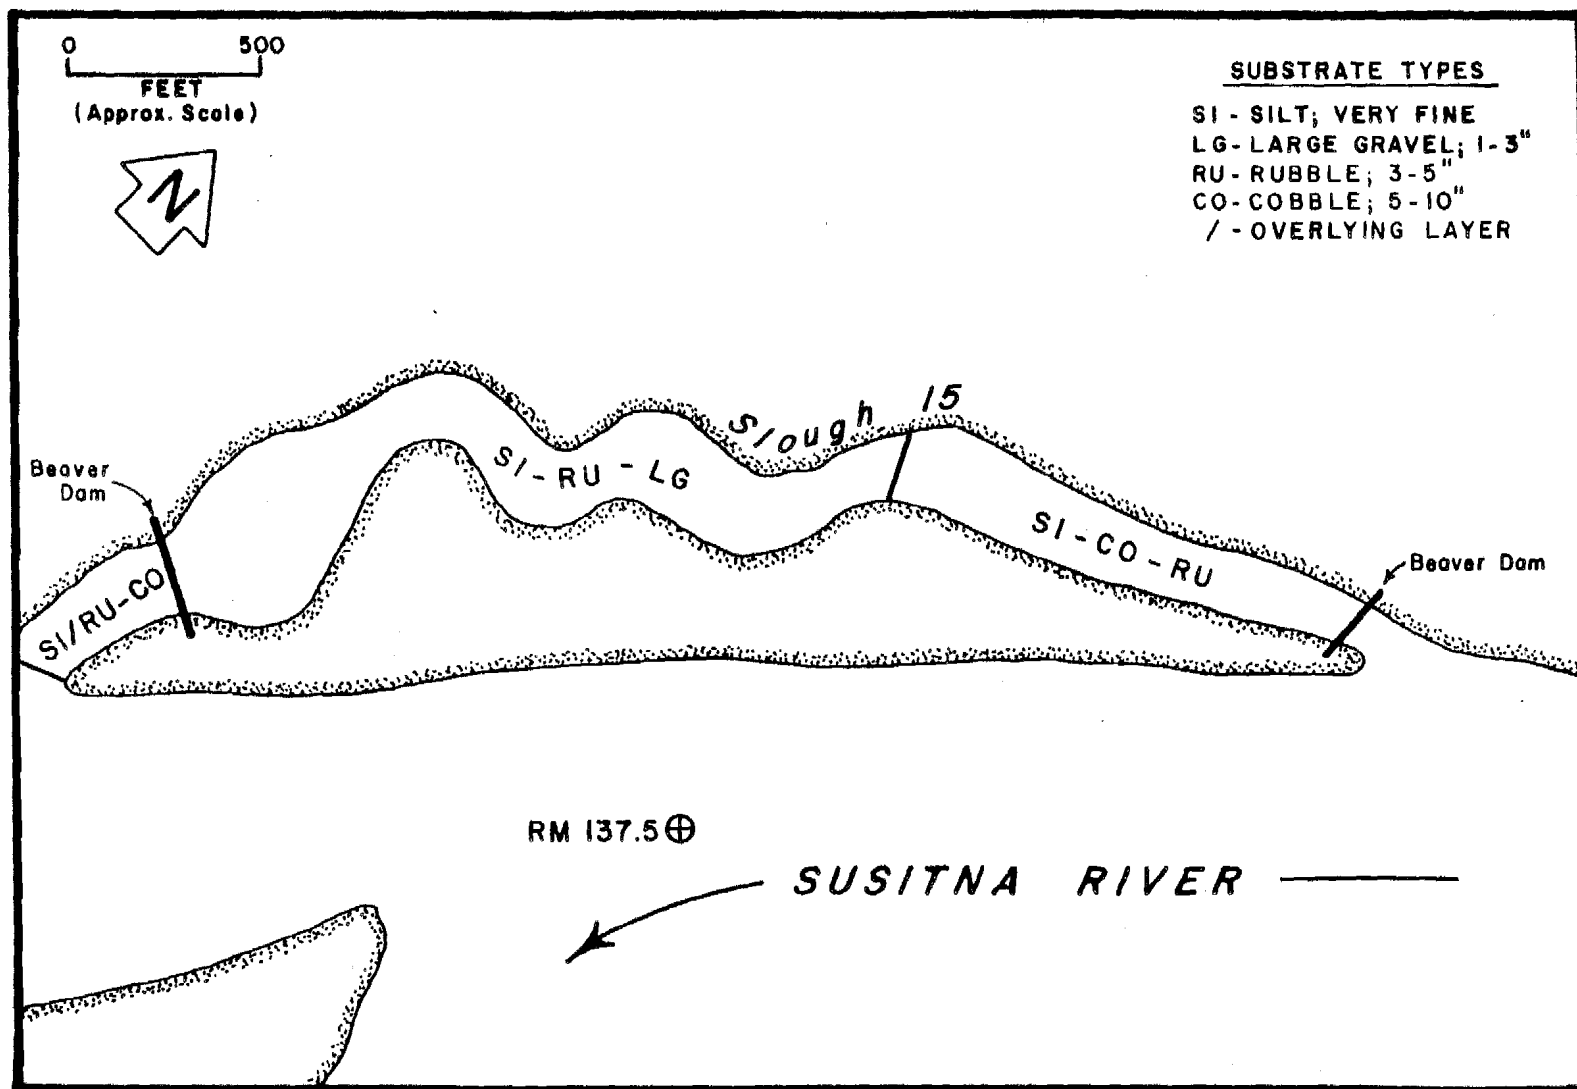 0 500
FEET
(Approx. Scale)
N
SUBSTRATE TYPES
SI - SILT; VERY FINE
LG - LARGE GRAVEL; 1-3"
RU - RUBBLE; 3-5"
CO - COBBLE; 5-10"
/ - OVERLYING LAYER
Slough 15
Beaver
Dam
SI-RU-LG
SI-CO-RU
Beaver Dam
SI/RU-CO
RM 137.5
SUSITNA RIVER